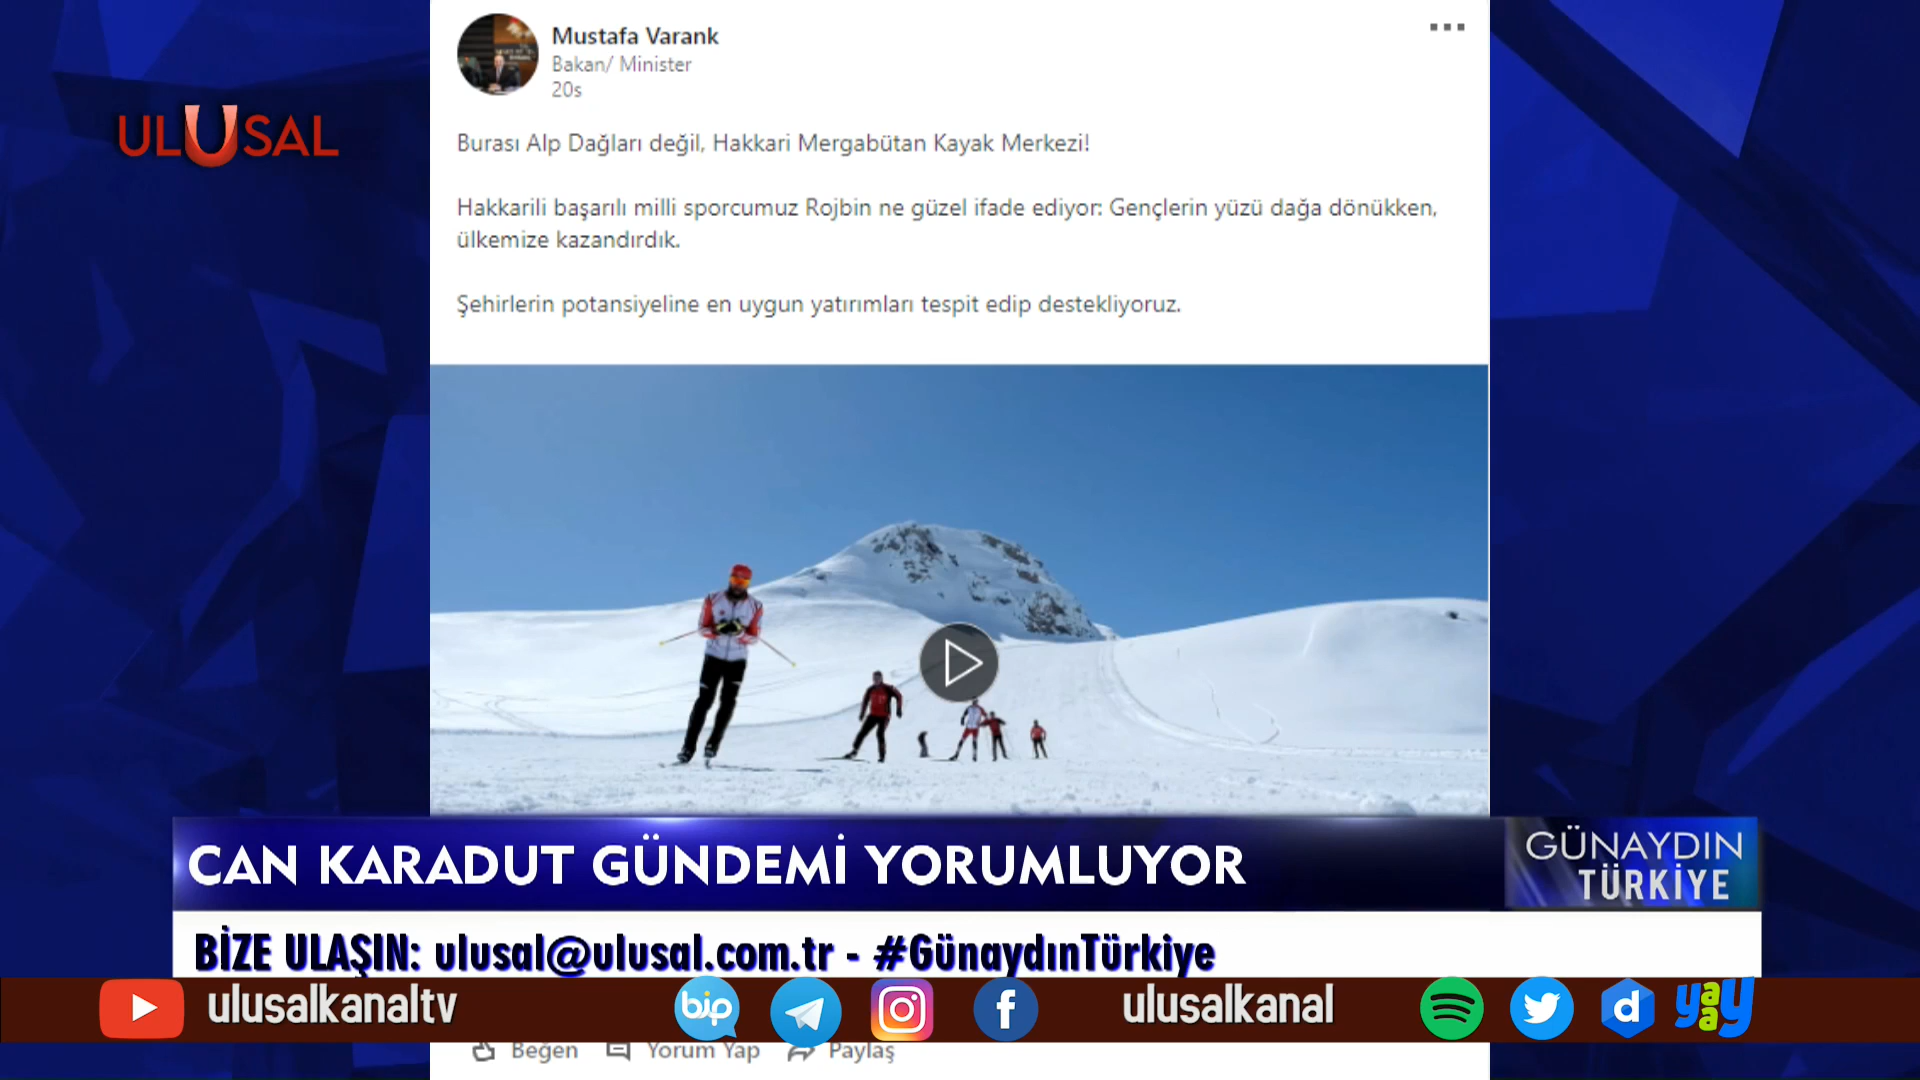 Mustafa Varank
Bakan/ Minister
20s
ULUSAL
Burası Alp Dağları değil, Hakkari Mergabütan Kayak Merkezi!
Hakkarili başarılı milli sporcumuz Rojbin ne güzel ifade ediyor: Gençlerin yüzü dağa dönükken,
ülkemize kazandırdık.
Şehirlerin potansiyeline en uygun yatırımları tespit edip destekliyoruz.
CAN KARADUT GÜNDEMİ YORUMLUYOR
GÜNAYDIN
TÜRKİYE
BİZE ULAŞIN: ulusal@ulusal.com.tr - #GünaydınTürkiye
ulusalkanaltv
bip
ulusalkanal
d
yaay
Beğen
Yorum Yap
Paylaş